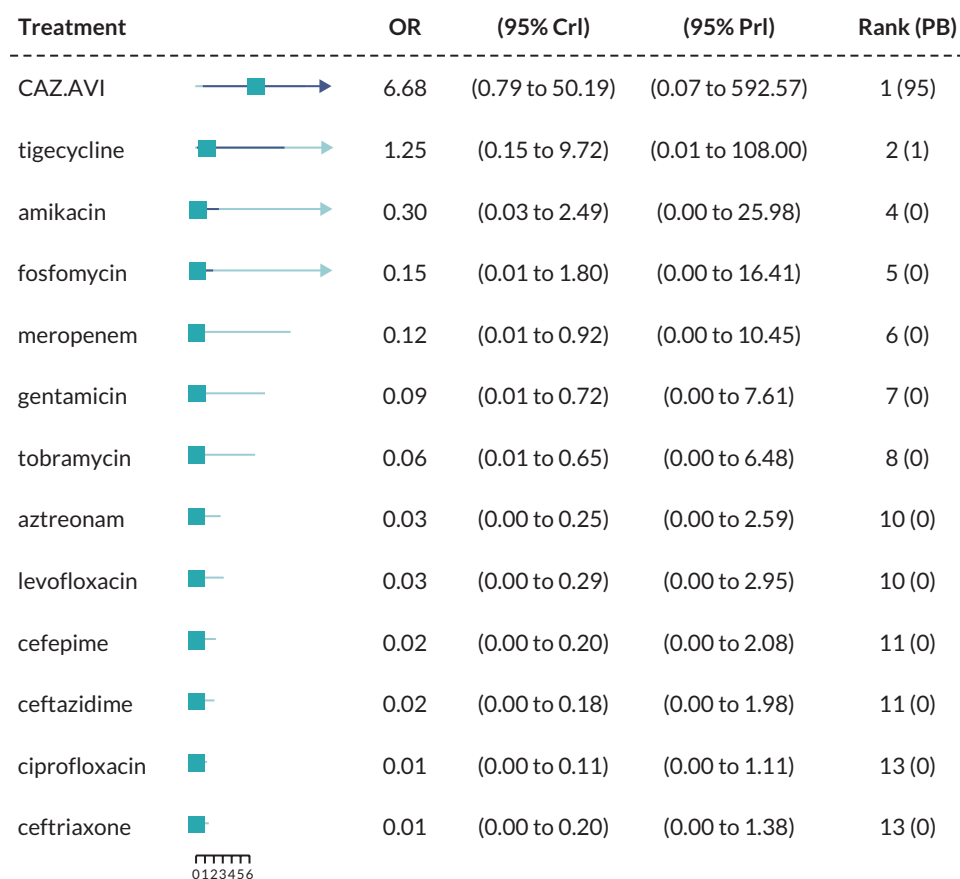 Treatment OR (95% Crl) (95% Prl) Rank (PB)
CAZ.AVI 6.68 (0.79 to 50.19) (0.07 to 592.57) 1 (95)
tigecycline 1.25 (0.15 to 9.72) (0.01 to 108.00) 2 (1)
amikacin 0.30 (0.03 to 2.49) (0.00 to 25.98) 4 (0)
fosfomycin 0.15 (0.01 to 1.80) (0.00 to 16.41) 5 (0)
meropenem 0.12 (0.01 to 0.92) (0.00 to 10.45) 6 (0)
gentamicin 0.09 (0.01 to 0.72) (0.00 to 7.61) 7 (0)
tobramycin 0.06 (0.01 to 0.65) (0.00 to 6.48) 8 (0)
aztreonam 0.03 (0.00 to 0.25) (0.00 to 2.59) 10 (0)
levofloxacin 0.03 (0.00 to 0.29) (0.00 to 2.95) 10 (0)
cefepime 0.02 (0.00 to 0.20) (0.00 to 2.08) 11 (0)
ceftazidime 0.02 (0.00 to 0.18) (0.00 to 1.98) 11 (0)
ciprofloxacin 0.01 (0.00 to 0.11) (0.00 to 1.11) 13 (0)
ceftriaxone 0.01 (0.00 to 0.20) (0.00 to 1.38) 13 (0)
0123456